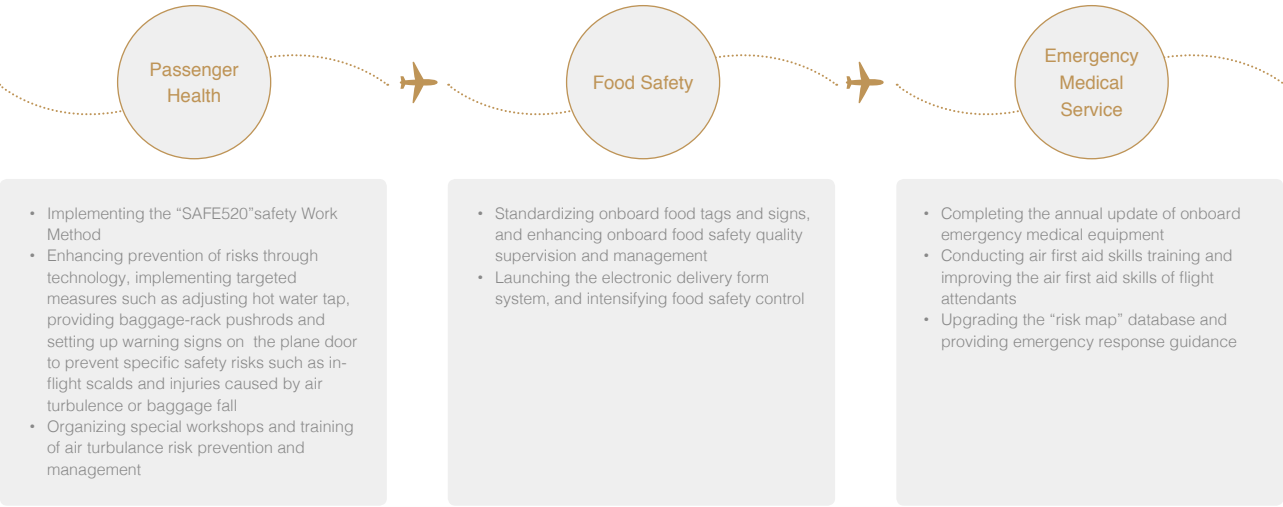 Passenger
Health
Food Safety
Emergency
Medical
Service
• Implementing the “SAFE520”safety Work
Method
• Enhancing prevention of risks through
technology, implementing targeted
measures such as adjusting hot water tap,
providing baggage-rack pushrods and
setting up warning signs on the plane door
to prevent specific safety risks such as in-
flight scalds and injuries caused by air
turbulence or baggage fall
• Organizing special workshops and training
of air turbulance risk prevention and
management
• Standardizing onboard food tags and signs,
and enhancing onboard food safety quality
supervision and management
• Launching the electronic delivery form
system, and intensifying food safety control
• Completing the annual update of onboard
emergency medical equipment
• Conducting air first aid skills training and
improving the air first aid skills of flight
attendants
• Upgrading the “risk map” database and
providing emergency response guidance